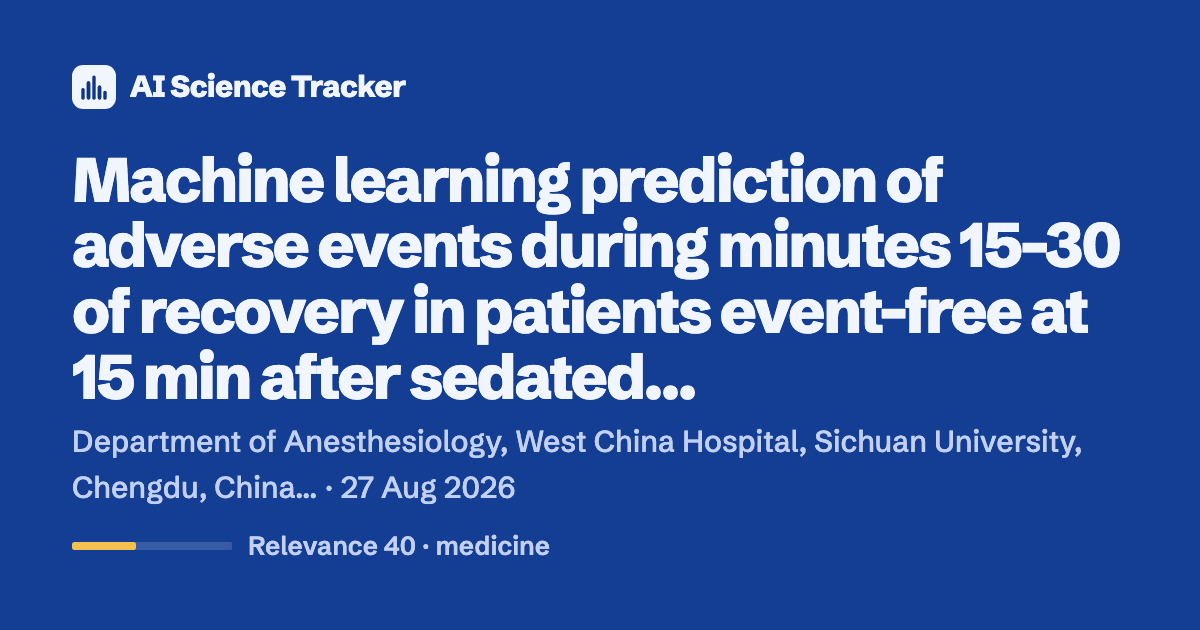 AI Science Tracker
Machine learning prediction of
adverse events during minutes 15–30
of recovery in patients event-free at
15 min after sedated...
Department of Anesthesiology, West China Hospital, Sichuan University,
Chengdu, China... · 27 Aug 2026
Relevance 40 · medicine